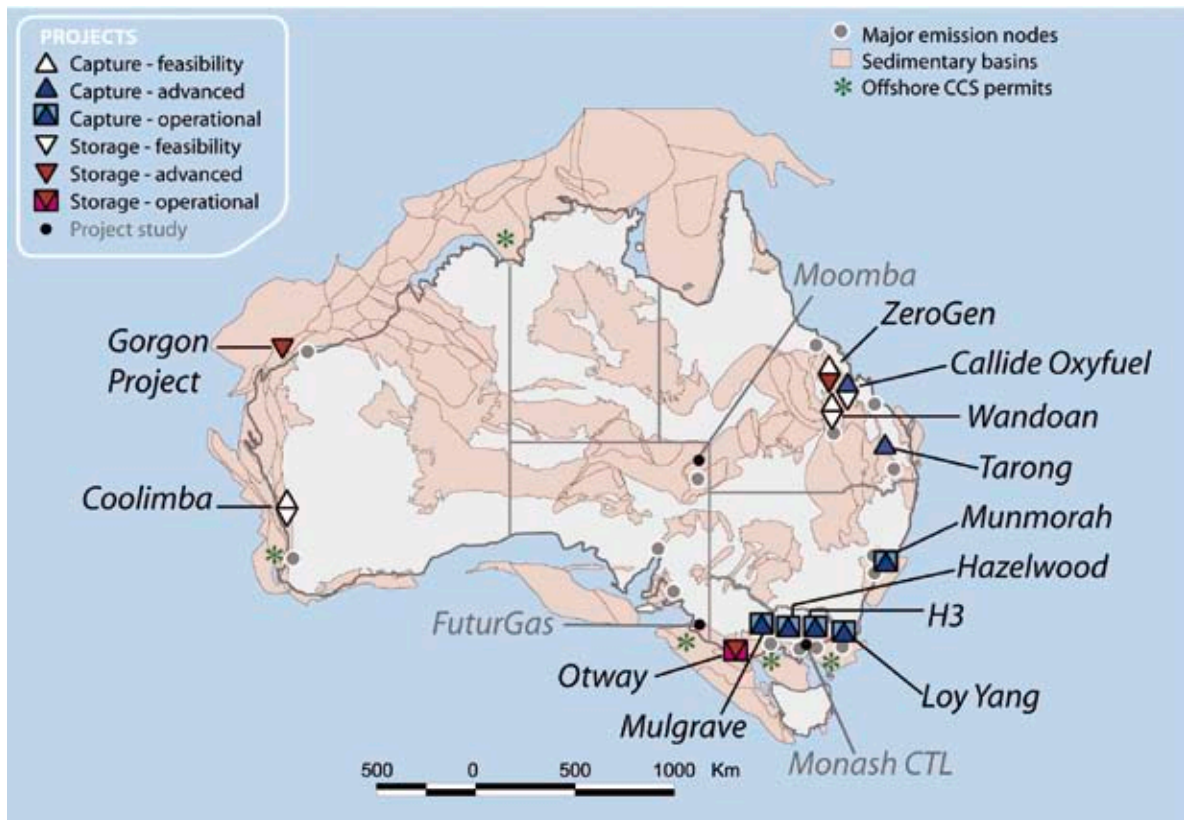 PROJECTS
Capture - feasibility
Capture - advanced
Capture - operational
Storage - feasibility
Storage - advanced
Storage - operational
Project study
Major emission nodes
Sedimentary basins
Offshore CCS permits
Moomba
ZeroGen
Gorgon
Project
Callide Oxyfuel
Wandoan
Tarong
Coolimba
Munmorah
Hazelwood
H3
FuturGas
Otway
Loy Yang
Mulgrave
Monash CTL
500 0 500 1000 Km